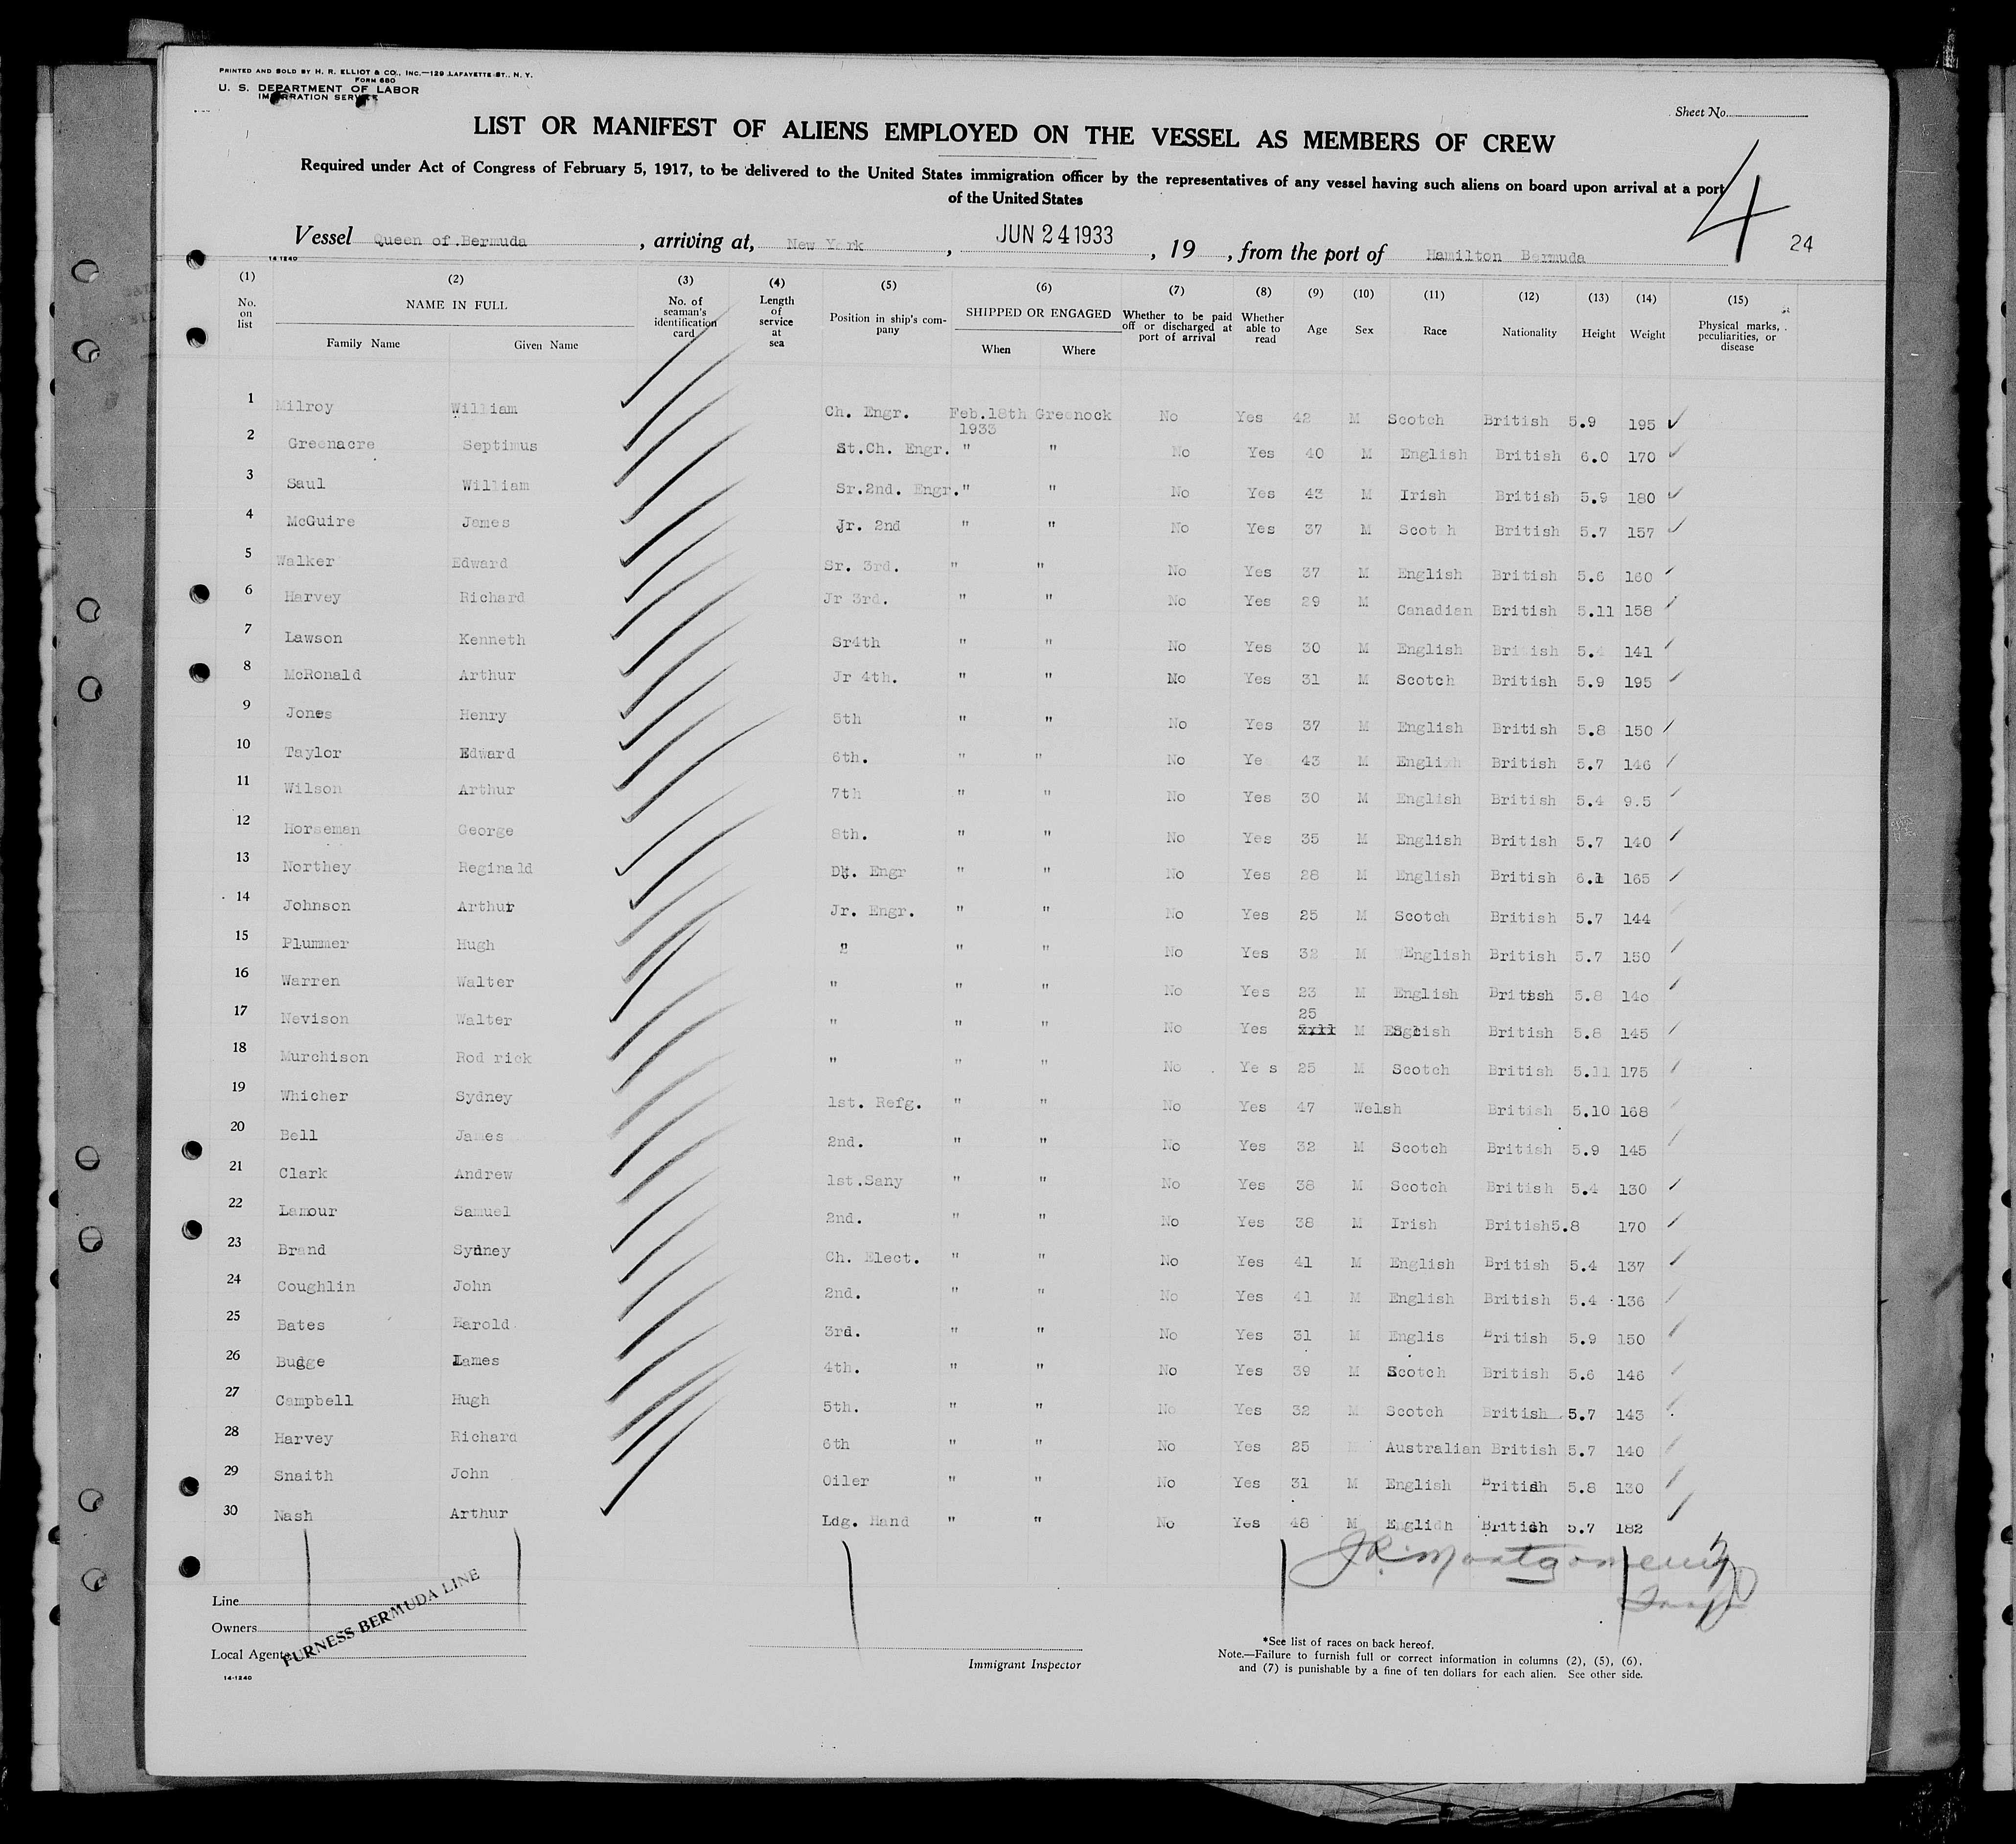 PRINTED AND SOLD BY H. R. ELLIOT & CO., INC.—129 LAFAYETTE ST., N. Y.
FORM 680
U. S. DEPARTMENT OF LABOR
IMMIGRATION SERVICE
Sheet No.
LIST OR MANIFEST OF ALIENS EMPLOYED ON THE VESSEL AS MEMBERS OF CREW
Required under Act of Congress of February 5, 1917, to be delivered to the United States immigration officer by the representatives of any vessel having such aliens on board upon arrival at a port
of the United States
4
24
Vessel Queen of Bermuda, arriving at, New York, JUN 24 1933, 19, from the port of Hamilton Bermuda
14-1240
(1) No. on list (2) NAME IN FULL Family Name Given Name (3) No. of seaman's identification card (4) Length of service at sea (5) Position in ship's company (6) SHIPPED OR ENGAGED When Where (7) Whether to be paid off or discharged at port of arrival (8) Whether able to read (9) Age (10) Sex (11) Race (12) Nationality (13) Height (14) Weight (15) Physical marks, peculiarities, or disease
1 Milroy William Ch. Engr. Feb.18th 1933 Greenock No Yes 42 M Scotch British 5.9 195 ✓
2 Greenacre Septimus St.Ch. Engr. " " No Yes 40 M English British 6.0 170 ✓
3 Saul William Sr.2nd. Engr. " " No Yes 43 M Irish British 5.9 180 ✓
4 McGuire James Jr. 2nd " " No Yes 37 M Scotch British 5.7 157 ✓
5 Walker Edward Sr. 3rd. " " No Yes 37 M English British 5.6 160 ✓
6 Harvey Richard Jr 3rd. " " No Yes 29 M Canadien British 5.11 158 ✓
7 Lawson Kenneth Sr4th " " No Yes 30 M English British 5.4 141 ✓
8 McRonald Arthur Jr 4th. " " No Yes 31 M Scotch British 5.9 195 ✓
9 Jones Henry 5th " " No Yes 37 M English British 5.8 150 ✓
10 Taylor Edward 6th. " " No Ye 43 M English British 5.7 146 ✓
11 Wilson Arthur 7th " " No Yes 30 M English British 5.4 9.5 ✓
12 Horseman George 8th. " " No Yes 35 M English British 5.7 140 ✓
13 Northey Reginald Dk. Engr " " No Yes 28 M English British 6.1 165 ✓
14 Johnson Arthur Jr. Engr. " " No Yes 25 M Scotch British 5.7 144 ✓
15 Plummer Hugh " " " No Yes 32 M English British 5.7 150 ✓
16 Warren Walter " " " No Yes 23 M English British 5.8 140 ✓
17 Nevison Walter " " " No Yes 25 M English British 5.8 145 ✓
18 Murchison Rod rick " " " No Ye s 25 M Scotch British 5.11 175 ✓
19 Whicher Sydney 1st. Refg. " " No Yes 47 Welsh British 5.10 168 ✓
20 Bell James 2nd. " " No Yes 32 M Scotch British 5.9 145 ✓
21 Clark Andrew 1st.Sany " " No Yes 38 M Scotch British 5.4 130 ✓
22 Lamour Samuel 2nd. " " No Yes 38 M Irish British5.8 170 ✓
23 Brand Sydney Ch. Elect. " " No Yes 41 M English British 5.4 137 ✓
24 Coughlin John 2nd. " " No Yes 41 M English British 5.4 136 ✓
25 Bates Harold 3rd. " " No Yes 31 M Englis British 5.9 150 ✓
26 Budge James 4th. " " No Yes 39 M Scotch British 5.6 146 ✓
27 Campbell Hugh 5th. " " No Yes 32 M Scotch British 5.7 143
28 Harvey Richard 6th " " No Yes 25 M Australian British 5.7 140 ✓
29 Snaith John Oiler " " No Yes 31 M English British 5.8 130 ✓
30 Nash Arthur Ldg. Hand " " No Yes 48 M Englidh British 5.7 182 ✓
J.R. Montgomery
Line
Owners
Local Agents
FURNESS BERMUDA LINE
14-1240
Immigrant Inspector
*See list of races on back hereof.
Note.—Failure to furnish full or correct information in columns (2), (5), (6),
and (7) is punishable by a fine of ten dollars for each alien. See other side.